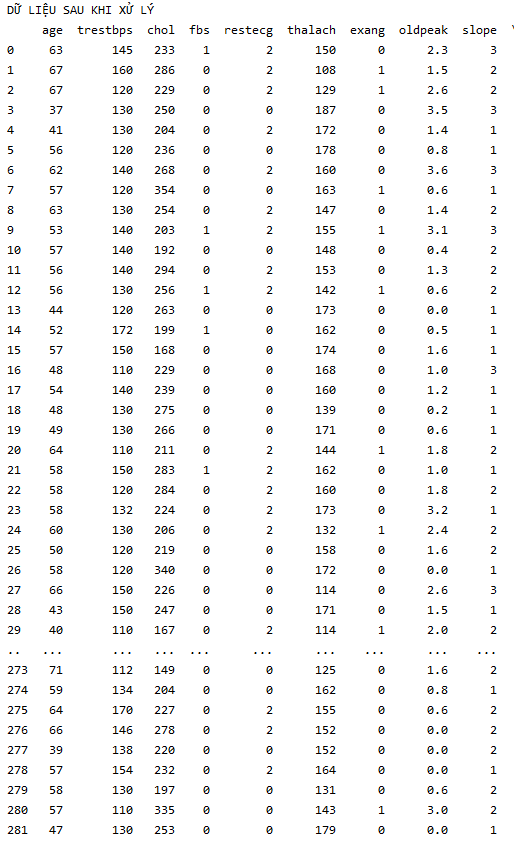 DỮ LIỆU SAU KHI XỬ LÝ
age trestbps chol fbs restecg thalach exang oldpeak slope \
0 63 145 233 1 2 150 0 2.3 3
1 67 160 286 0 2 108 1 1.5 2
2 67 120 229 0 2 129 1 2.6 2
3 37 130 250 0 0 187 0 3.5 3
4 41 130 204 0 2 172 0 1.4 1
5 56 120 236 0 0 178 0 0.8 1
6 62 140 268 0 2 160 0 3.6 3
7 57 120 354 0 0 163 1 0.6 1
8 63 130 254 0 2 147 0 1.4 2
9 53 140 203 1 2 155 1 3.1 3
10 57 140 192 0 0 148 0 0.4 2
11 56 140 294 0 2 153 0 1.3 2
12 56 130 256 1 2 142 1 0.6 2
13 44 120 263 0 0 173 0 0.0 1
14 52 172 199 1 0 162 0 0.5 1
15 57 150 168 0 0 174 0 1.6 1
16 48 110 229 0 0 168 0 1.0 3
17 54 140 239 0 0 160 0 1.2 1
18 48 130 275 0 0 139 0 0.2 1
19 49 130 266 0 0 171 0 0.6 1
20 64 110 211 0 2 144 1 1.8 2
21 58 150 283 1 2 162 0 1.0 1
22 58 120 284 0 2 160 0 1.8 2
23 58 132 224 0 2 173 0 3.2 1
24 60 130 206 0 2 132 1 2.4 2
25 50 120 219 0 0 158 0 1.6 2
26 58 120 340 0 0 172 0 0.0 1
27 66 150 226 0 0 114 0 2.6 3
28 43 150 247 0 0 171 0 1.5 1
29 40 110 167 0 2 114 1 2.0 2
.. ... ... ... ... ... ... ... ... ...
273 71 112 149 0 0 125 0 1.6 2
274 59 134 204 0 0 162 0 0.8 1
275 64 170 227 0 2 155 0 0.6 2
276 66 146 278 0 2 152 0 0.0 2
277 39 138 220 0 0 152 0 0.0 2
278 57 154 232 0 2 164 0 0.0 1
279 58 130 197 0 0 131 0 0.6 2
280 57 110 335 0 0 143 1 3.0 2
281 47 130 253 0 0 179 0 0.0 1